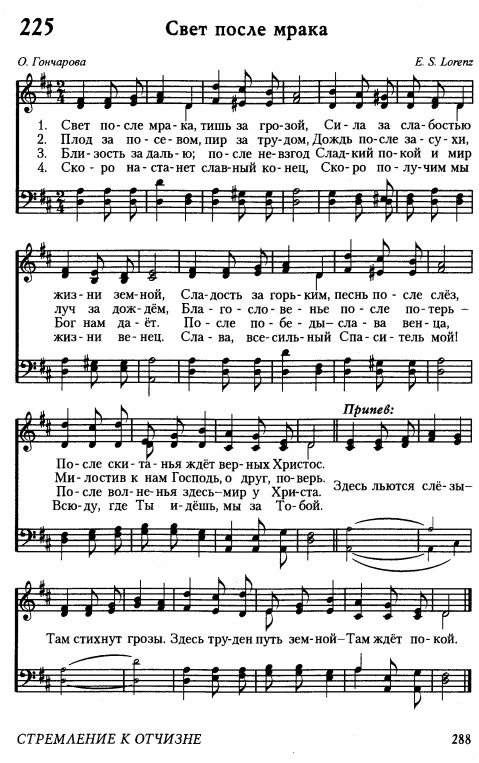 225 Свет после мрака
О. Гончарова E. S. Lorenz
1. Свет по-сле мра-ка, тишь за гро-зой, Си-ла за сла-бостью
2. Плод за по-се-вом, пир за тру-дом, Дождь после за-су-хи,
3. Бли-зость за даль-ю; по-сле не-взгод Слад-кий покой и мир
4. Ско-ро на-ста-нет слав-ный ко-нец, Скоро по-лу-чим мы
жиз-ни зем-ной, Сла-дость за горь-ким, песнь по-сле слёз,
луч за дож-дём, Бла-го-сло-ве-нье по-сле потерь –
Бог нам да-ёт. По-сле по-бе-ды–сла-ва вен-ца,
жиз-ни ве-нец. Сла-ва, все-силь-ный Спа-си-тель мой!
Припев:
По-сле ски-та-нья ждёт вер-ных Христос.
Ми-лостив к нам Господь, о друг, по-верь.
По-сле вол-не-нья здесь–мир у Хри-ста. Здесь льются слё-зы–
Всю-ду, где Ты и-дёшь, мы за То-бой.
Там стихнут грозы. Здесь тру-ден путь зем-ной–Там ждёт по-кой.
СТРЕМЛЕНИЕ К ОТЧИЗНЕ 288